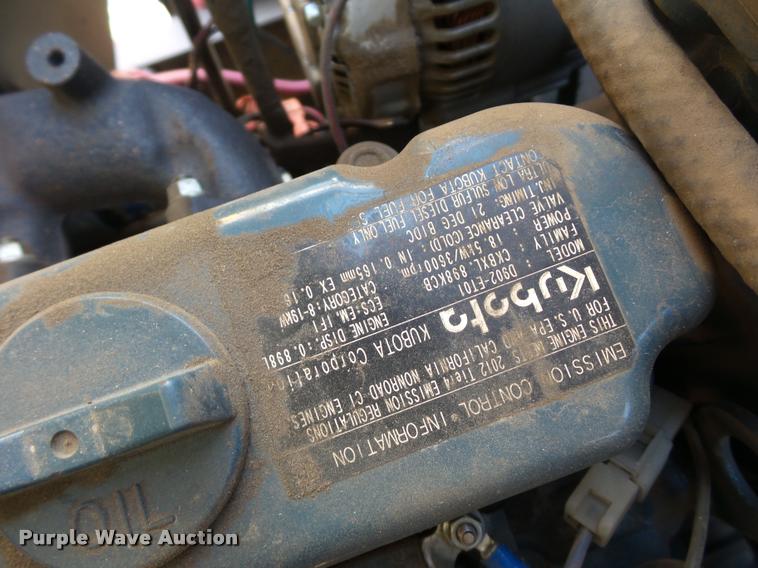 EMISSIO CONTROL INFORMATION
THIS ENGINE MEETS 2012 Tier4 EMISSION REGULATIONS
FOR U.S. EPA AND CALIFORNIA NONROAD CI ENGINES
Kubota KUBOTA Corporatio
MODEL : D902-ET01 ENGINE DISP.:0.898L
FAMILY : CKBXL.898KCB ECS:EM, IFI
POWER : 18.5kW/3600rpm CATEGORY:8-19kW
VALVE CLEARANCE (COLD): IN 0.165mm EX 0.16
INJ.TIMING: 21 DEG BTDC
ULTRA LOW SULFUR DIESEL FUEL ONLY
CONTACT KUBOTA FOR FUEL
OIL
Purple Wave Auction